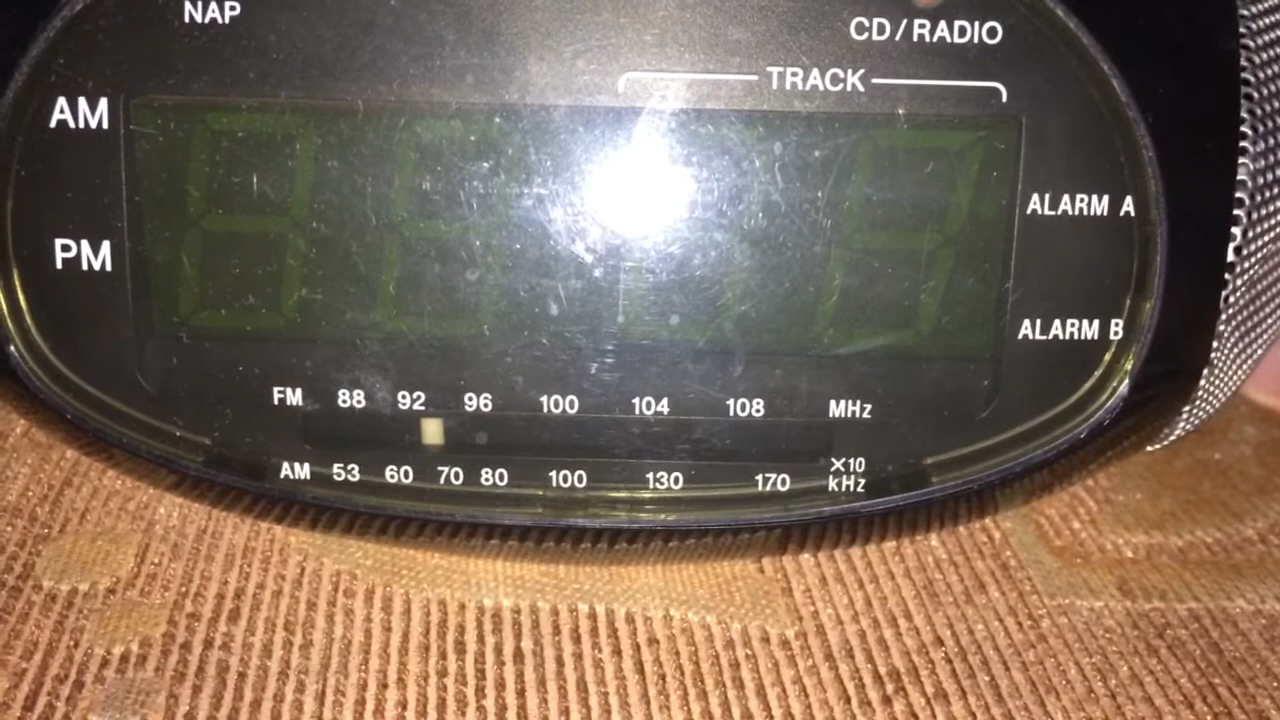 NAP
CD/RADIO
TRACK
AM
PM
ALARM A
ALARM B
FM 88 92 96 100 104 108 MHz
AM 53 60 70 80 100 130 170 X10 kHz